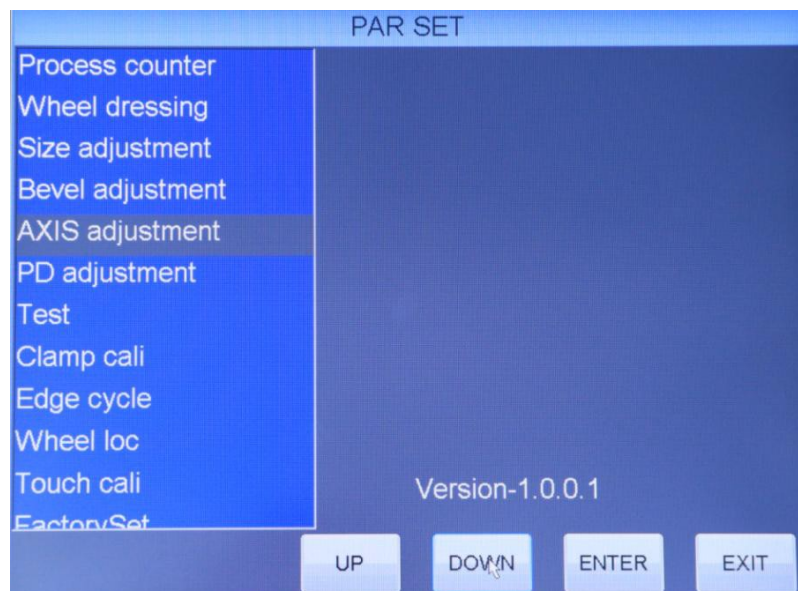 PAR SET
Process counter
Wheel dressing
Size adjustment
Bevel adjustment
AXIS adjustment
PD adjustment
Test
Clamp cali
Edge cycle
Wheel loc
Touch cali
FactorySet
Version-1.0.0.1
UP DOWN ENTER EXIT